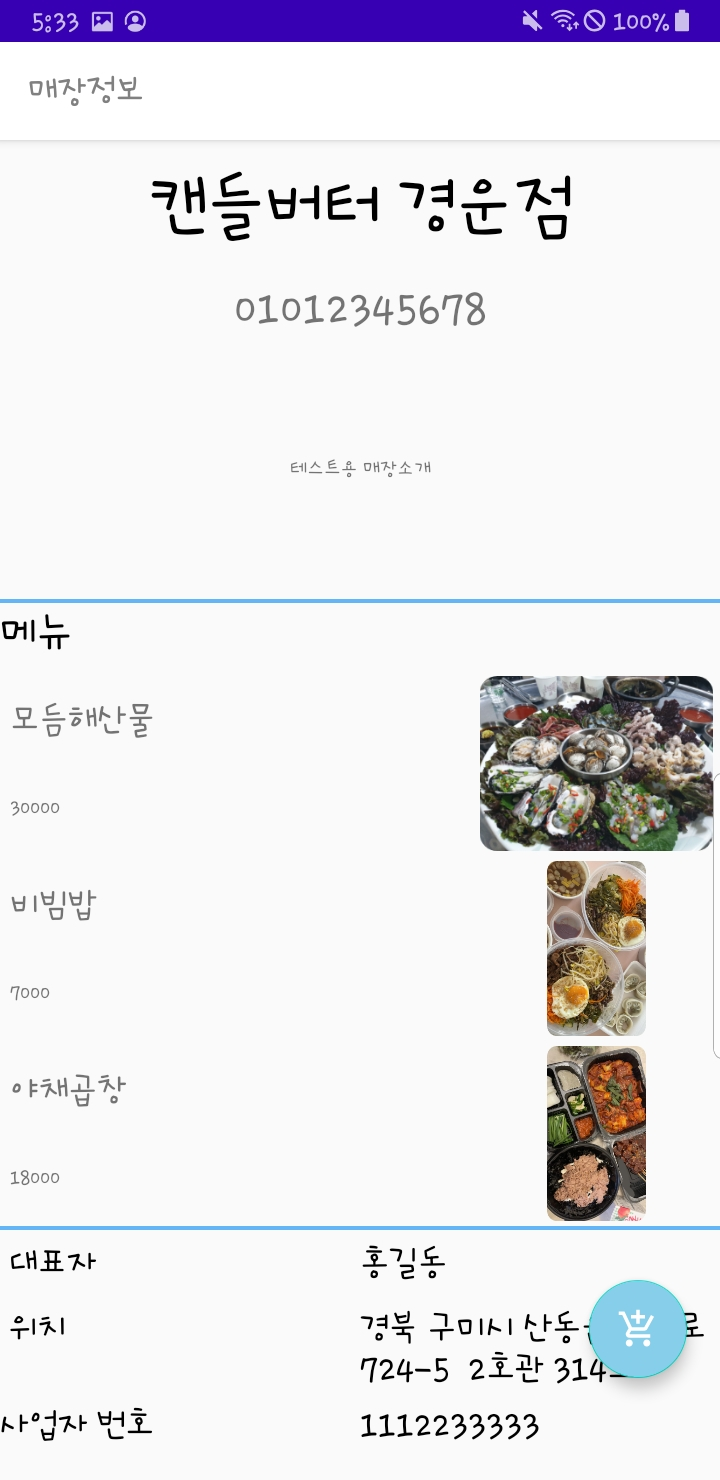 5:33 100%
매장정보
캔들버터 경운점
01012345678
테스트용 매장소개
메뉴
모듬해산물
30000
비빔밥
7000
야채곱창
18000
대표자 홍길동
위치 경북 구미시 산동 로
724-5 2호관 314
사업자 번호 1112233333